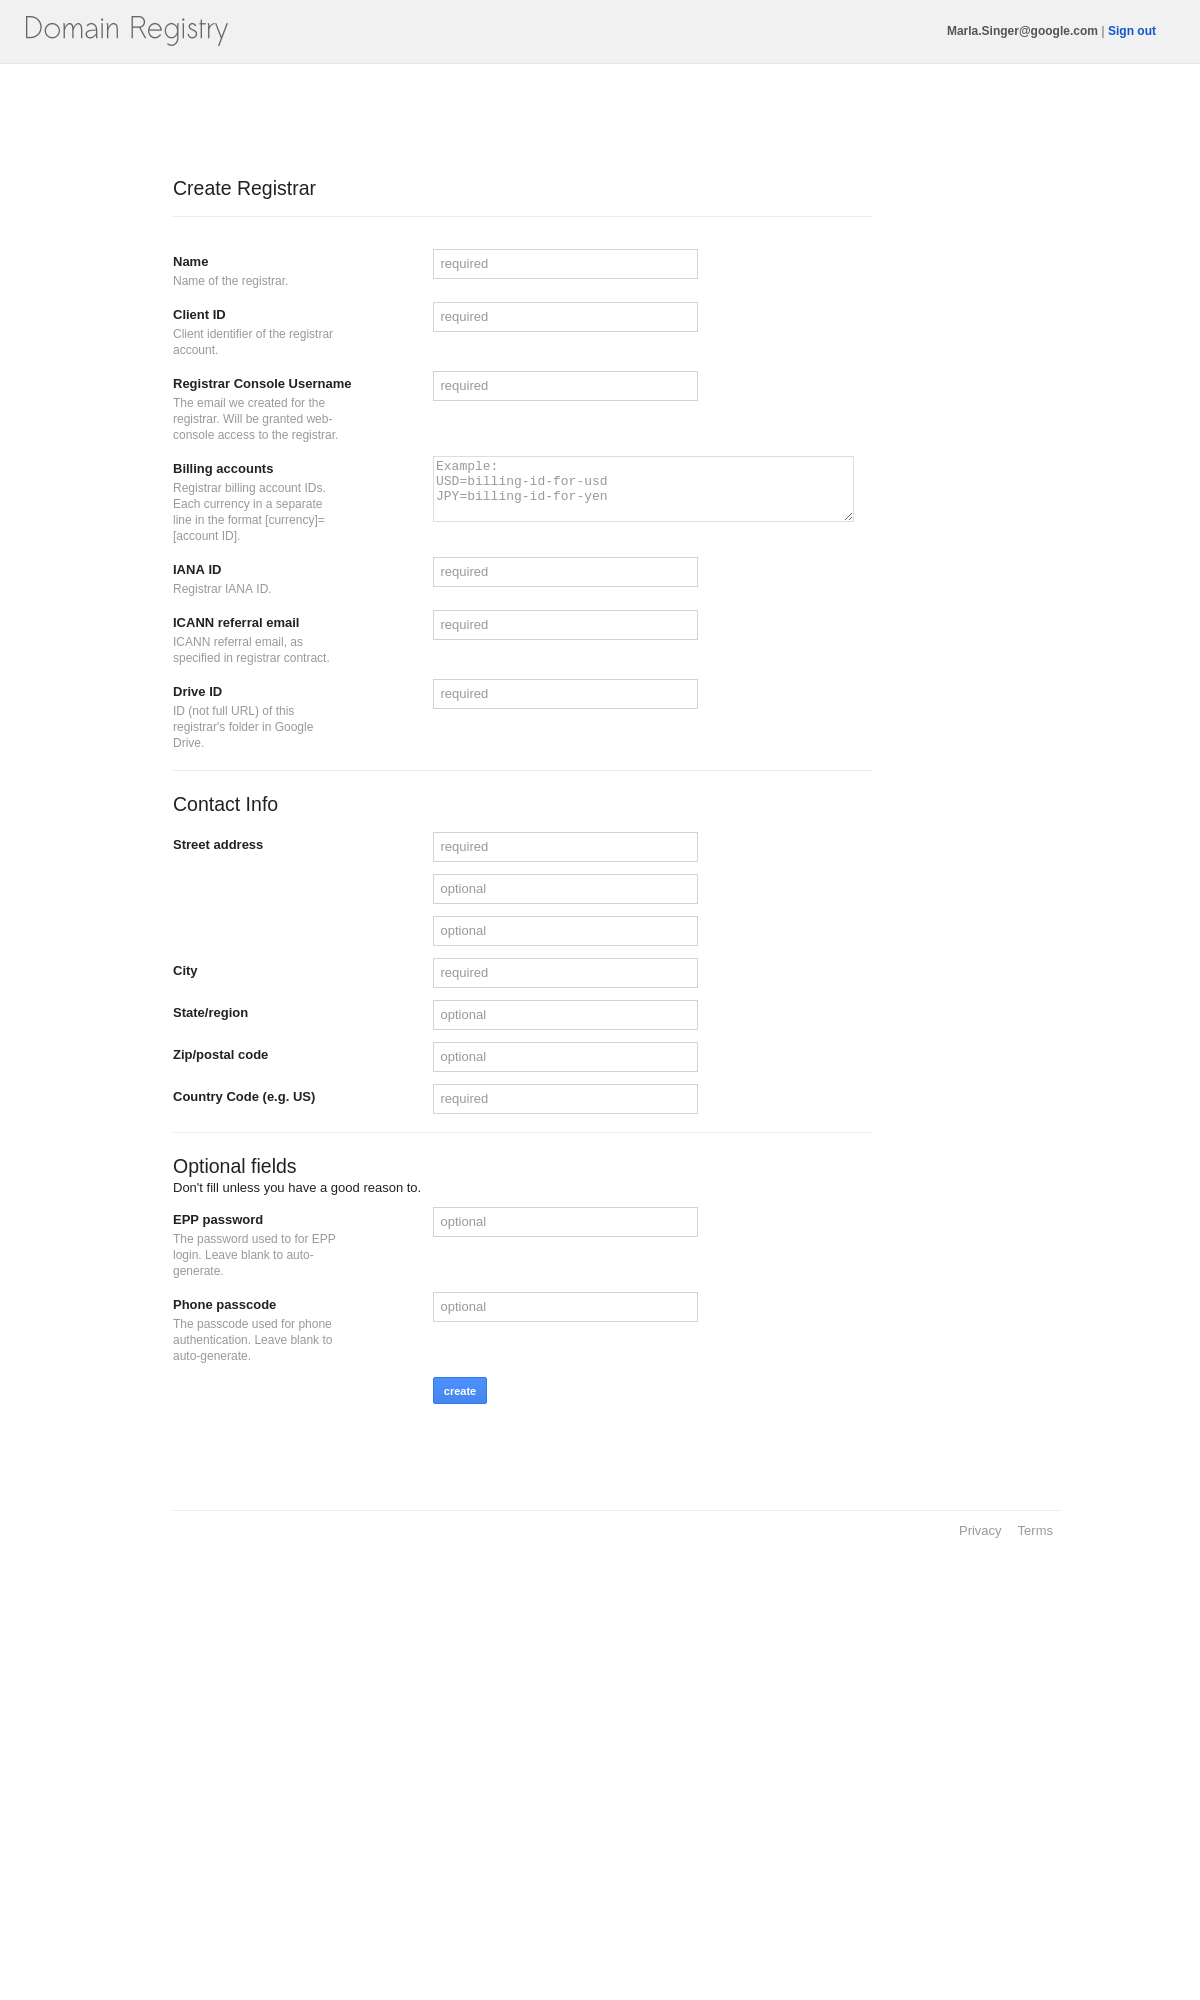 Domain Registry
Marla.Singer@google.com | Sign out
Create Registrar
Name
required
Name of the registrar.
Client ID
required
Client identifier of the registrar
account.
Registrar Console Username
required
The email we created for the
registrar. Will be granted web-
console access to the registrar.
Billing accounts
Example:
USD=billing-id-for-usd
JPY=billing-id-for-yen
Registrar billing account IDs.
Each currency in a separate
line in the format [currency]=
[account ID].
IANA ID
required
Registrar IANA ID.
ICANN referral email
required
ICANN referral email, as
specified in registrar contract.
Drive ID
required
ID (not full URL) of this
registrar's folder in Google
Drive.
Contact Info
Street address
required
optional
optional
City
required
State/region
optional
Zip/postal code
optional
Country Code (e.g. US)
required
Optional fields
Don't fill unless you have a good reason to.
EPP password
optional
The password used to for EPP
login. Leave blank to auto-
generate.
Phone passcode
optional
The passcode used for phone
authentication. Leave blank to
auto-generate.
create
Privacy Terms